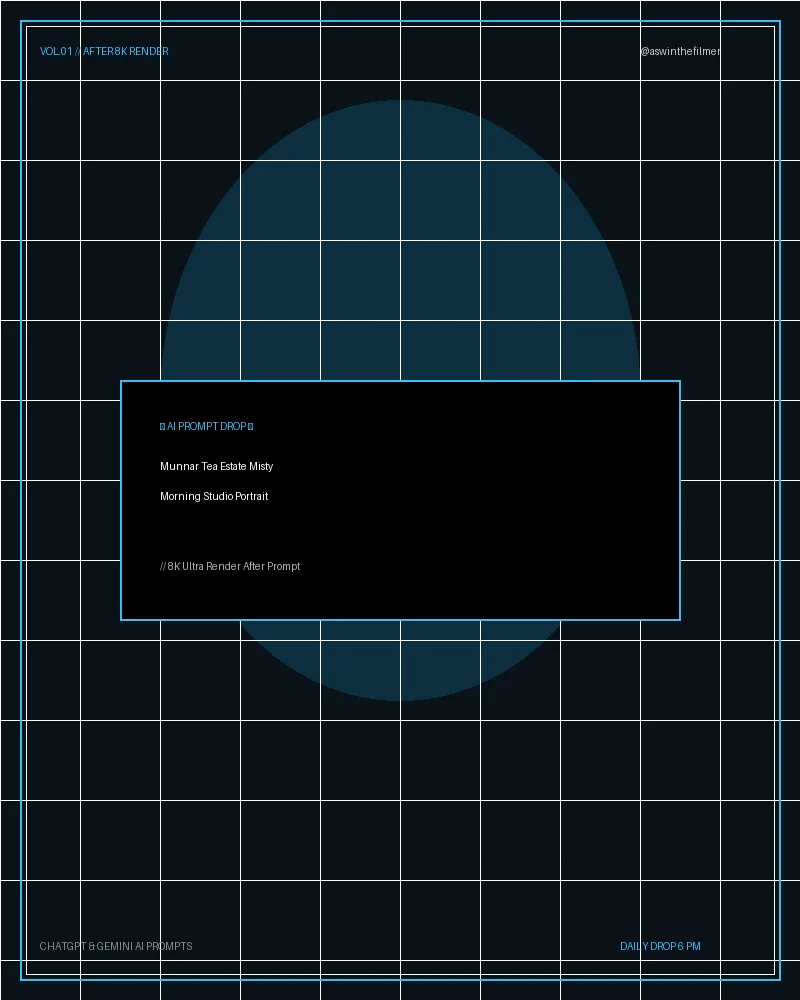 VOL.01 // AFTER 8K RENDER
@aswinthefilmer
AI PROMPT DROP
Munnar Tea Estate Misty
Morning Studio Portrait
// 8K Ultra Render After Prompt
CHATGPT & GEMINI AI PROMPTS
DAILY DROP 6 PM